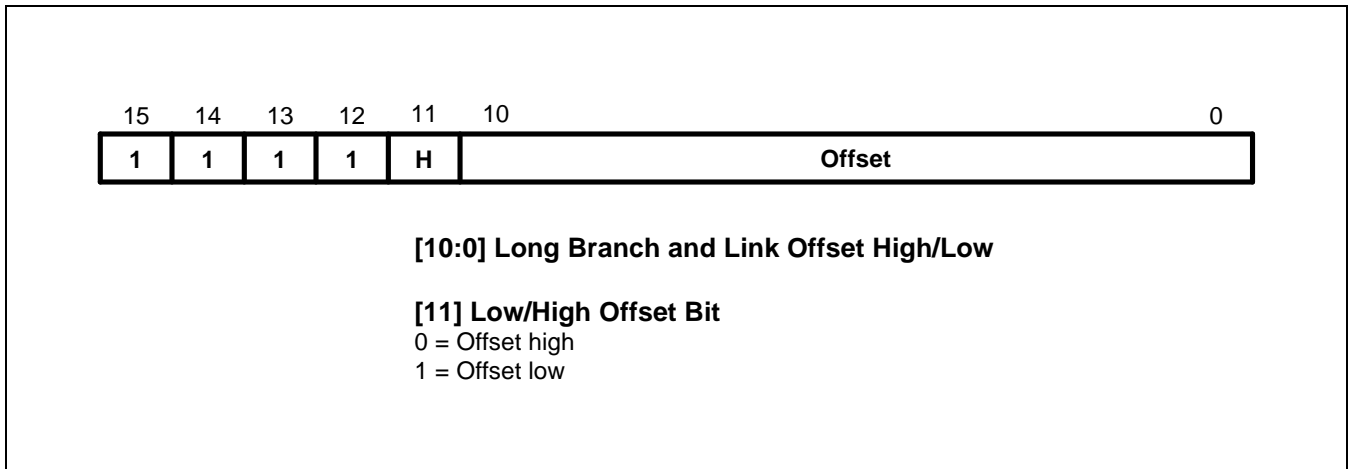 15 14 13 12 11 10 0
1 1 1 1 H Offset
[10:0] Long Branch and Link Offset High/Low
[11] Low/High Offset Bit
0 = Offset high
1 = Offset low